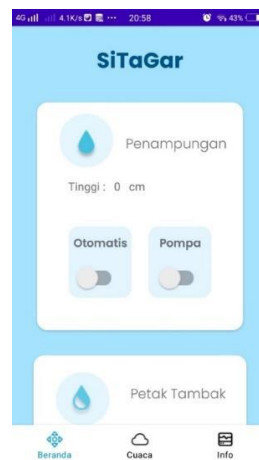 4G 4.1K/s ··· 20:58 43%
SiTaGar
Penampungan
Tinggi : 0 cm
Otomatis Pompa
Petak Tambak
Beranda Cuaca Info